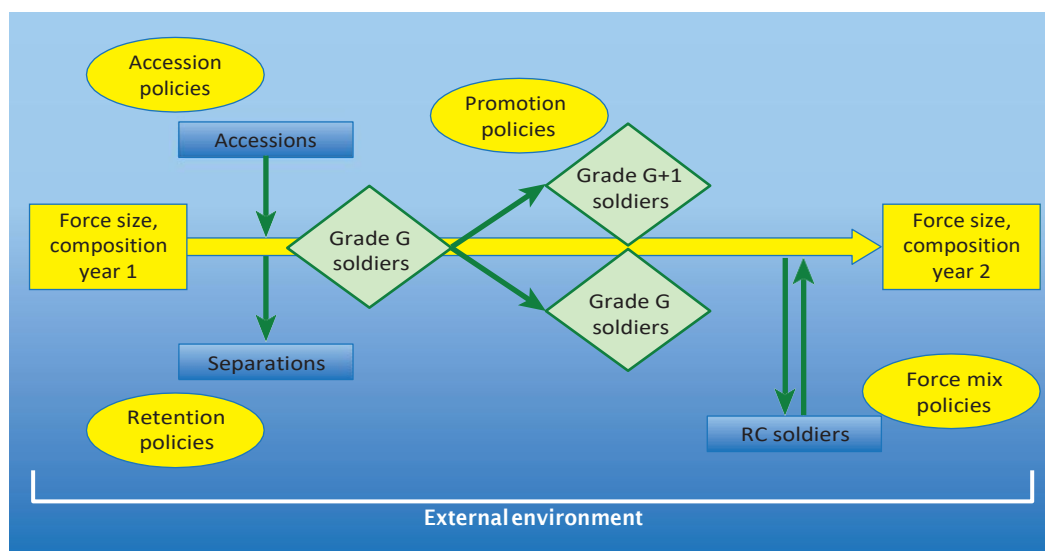 Accession
policies
Accessions
Promotion
policies
Grade G+1
soldiers
Force size,
composition
year 1
Grade G
soldiers
Force size,
composition
year 2
Grade G
soldiers
Separations
Retention
policies
RC soldiers
Force mix
policies
External environment